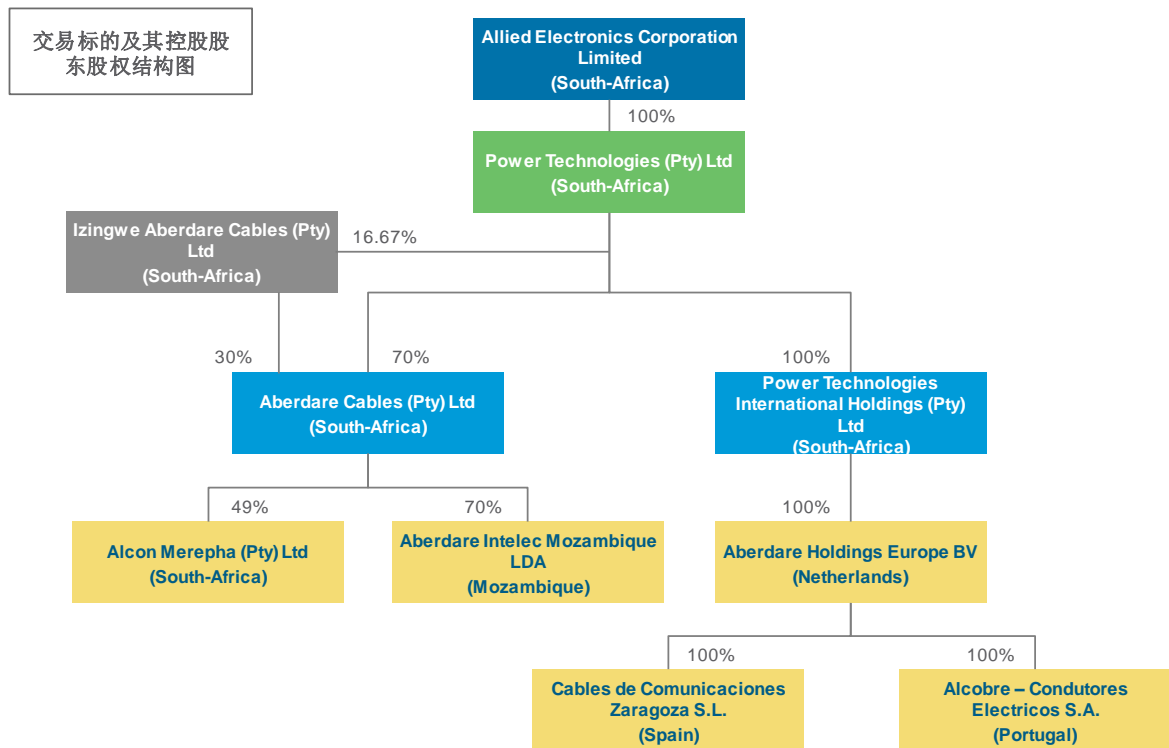 交易标的及其控股股
东股权结构图
Allied Electronics Corporation
Limited
(South-Africa)
100%
Power Technologies (Pty) Ltd
(South-Africa)
Izingwe Aberdare Cables (Pty)
Ltd
(South-Africa)
16.67%
30%
70%
100%
Aberdare Cables (Pty) Ltd
(South-Africa)
Power Technologies
International Holdings (Pty)
Ltd
(South-Africa)
49%
70%
100%
Alcon Merepha (Pty) Ltd
(South-Africa)
Aberdare Intelec Mozambique
LDA
(Mozambique)
Aberdare Holdings Europe BV
(Netherlands)
100%
100%
Cables de Comunicaciones
Zaragoza S.L.
(Spain)
Alcobre – Condutores
Electricos S.A.
(Portugal)